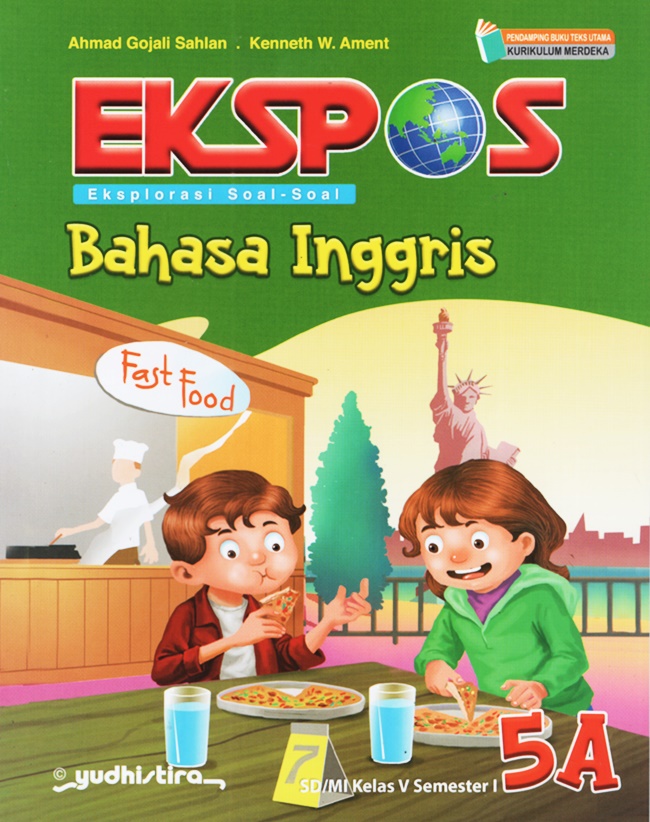 Ahmad Gojali Sahlan . Kenneth W. Ament
PENDAMPING BUKU TEKS UTAMA
KURIKULUM MERDEKA
EKSPOS
Eksplorasi Soal-Soal
Bahasa Inggris
Fast Food
7
SD/MI Kelas V Semester I
5A
© yudhistira